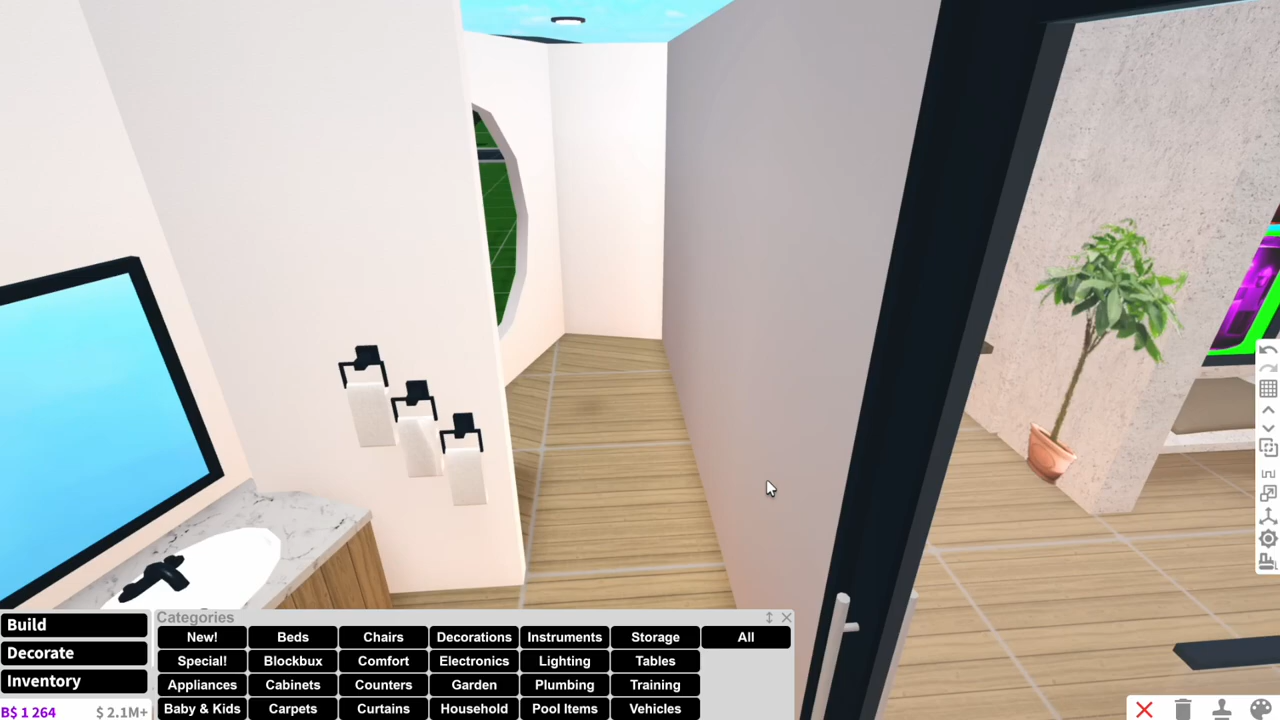 Build
Decorate
Inventory
B$ 1 264
$ 2.1M+
Categories
New! Beds Chairs Decorations Instruments Storage All
Special! Blockbux Comfort Electronics Lighting Tables
Appliances Cabinets Counters Garden Plumbing Training
Baby & Kids Carpets Curtains Household Pool Items Vehicles